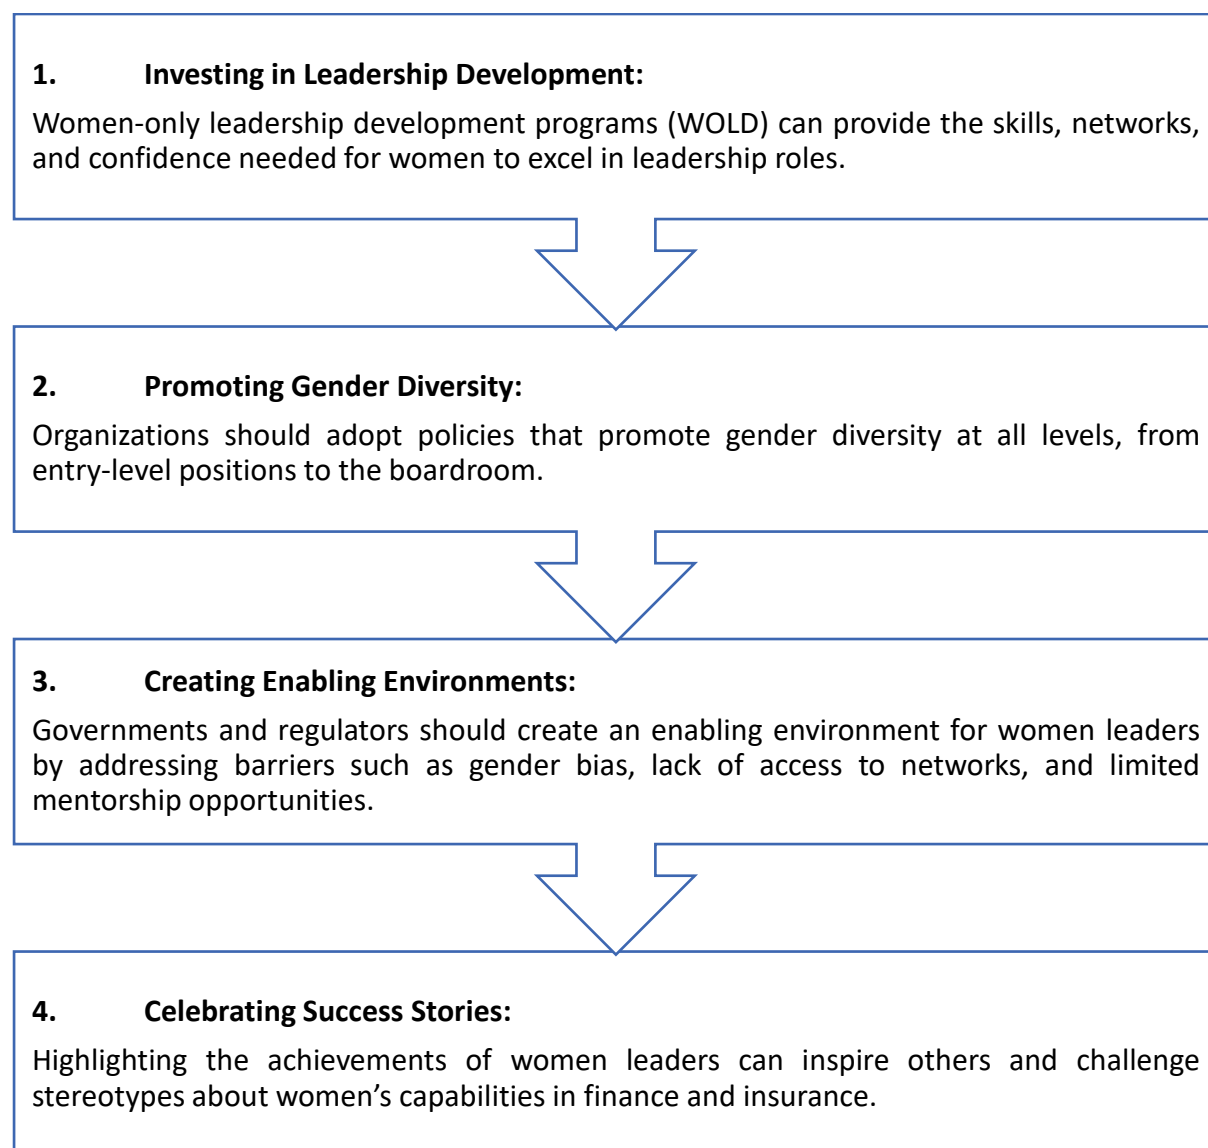 1. Investing in Leadership Development:
Women-only leadership development programs (WOLD) can provide the skills, networks,
and confidence needed for women to excel in leadership roles.
2. Promoting Gender Diversity:
Organizations should adopt policies that promote gender diversity at all levels, from
entry-level positions to the boardroom.
3. Creating Enabling Environments:
Governments and regulators should create an enabling environment for women leaders
by addressing barriers such as gender bias, lack of access to networks, and limited
mentorship opportunities.
4. Celebrating Success Stories:
Highlighting the achievements of women leaders can inspire others and challenge
stereotypes about women’s capabilities in finance and insurance.